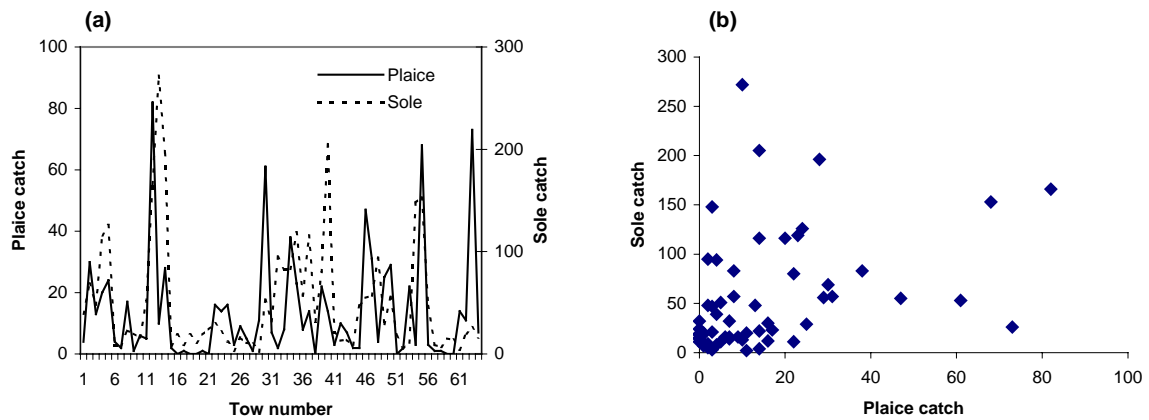 (a)
100
80
60
40
20
0
Plaice catch
300
200
100
0
Sole catch
Plaice
Sole
1 6 11 16 21 26 31 36 41 46 51 56 61
Tow number
(b)
300
250
200
150
100
50
0
Sole catch
0 20 40 60 80 100
Plaice catch